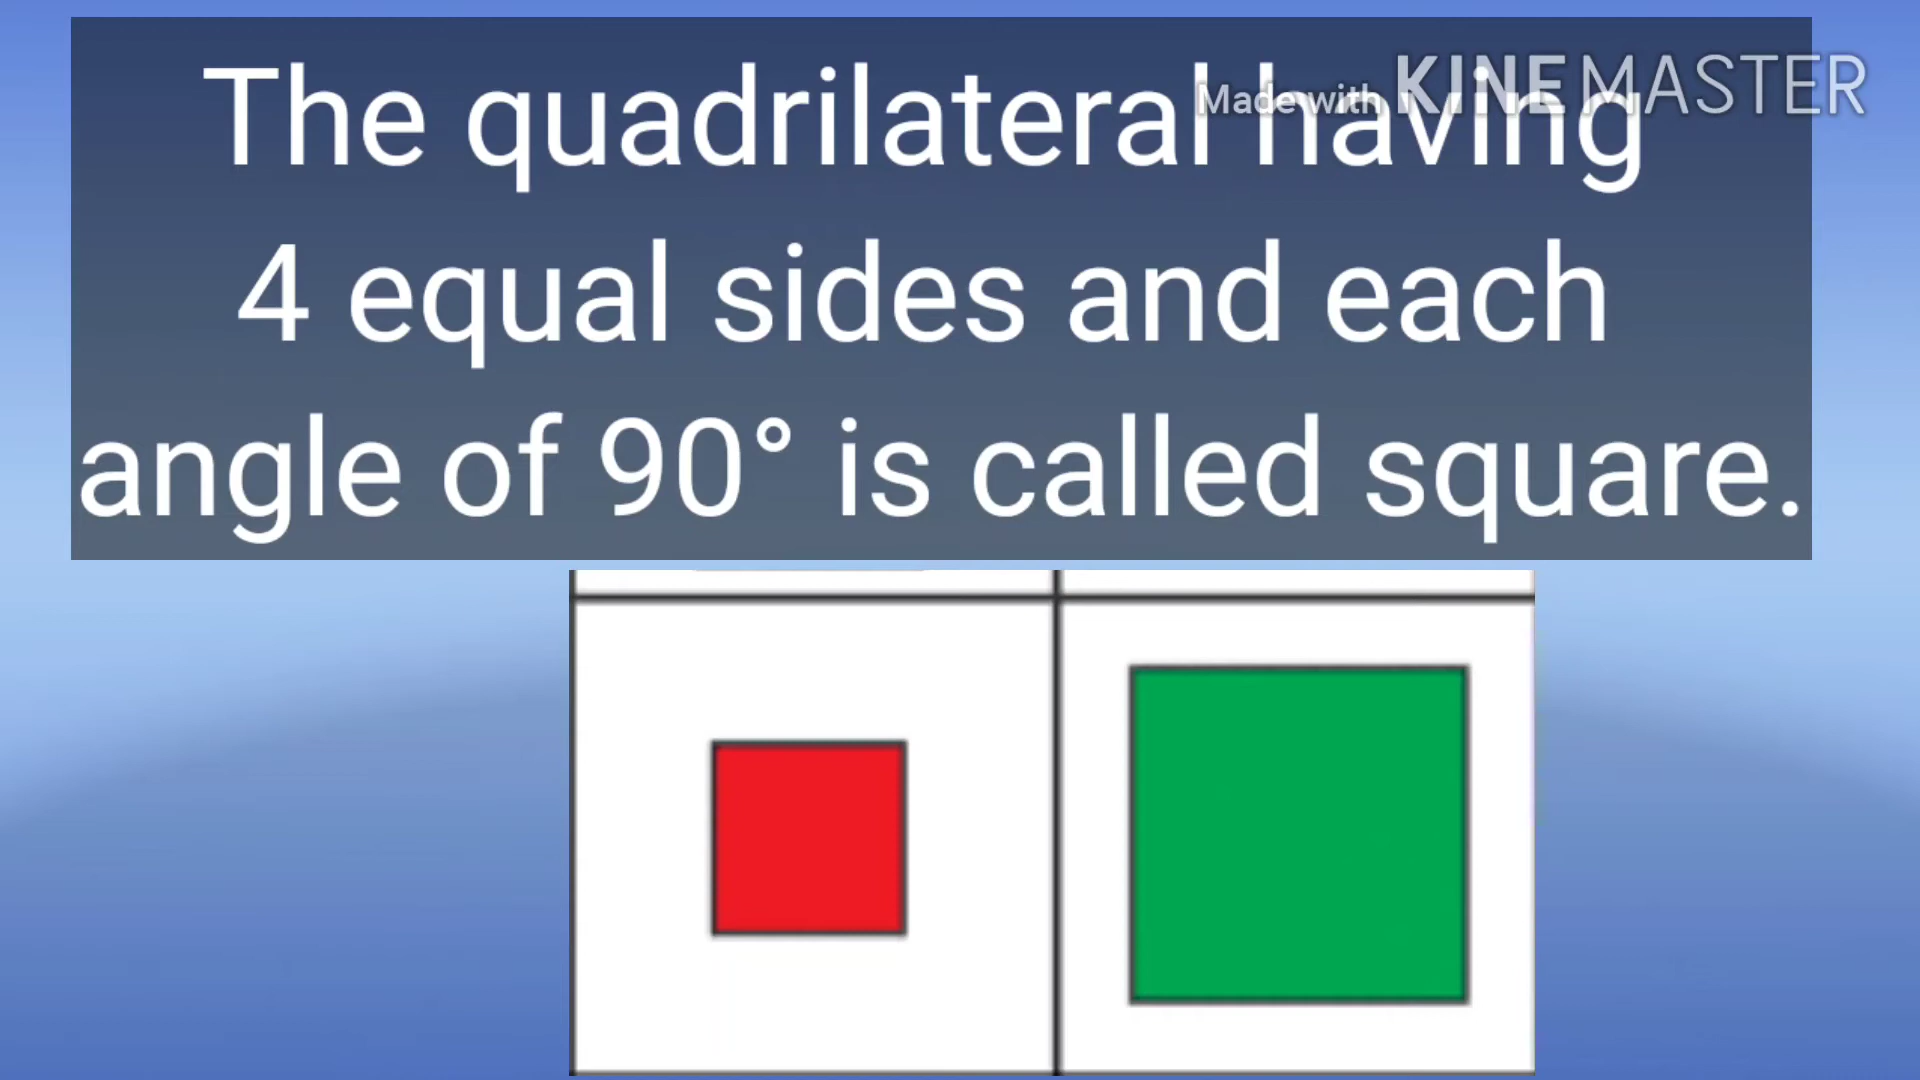 The quadrilateral having
Made with KINEMASTER
4 equal sides and each
angle of 90° is called square.